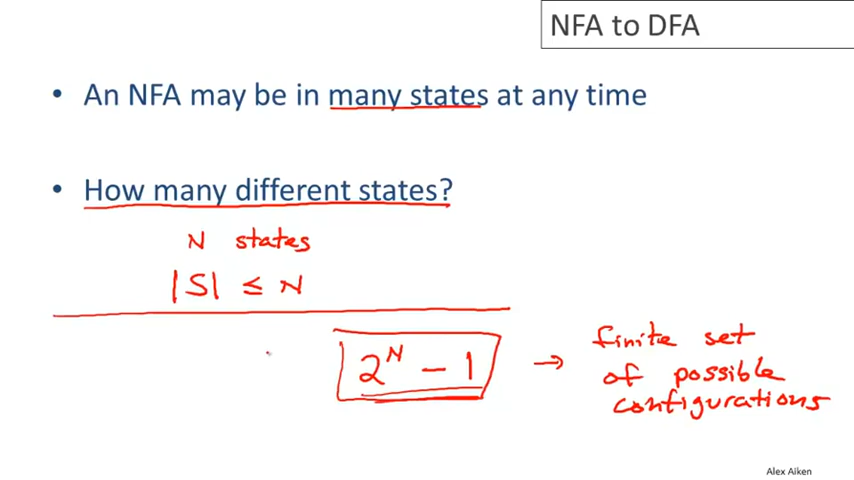 NFA to DFA
• An NFA may be in many states at any time
• How many different states?
N states
|S| ≤ N
2^N - 1 → finite set
of possible
configurations
Alex Aiken